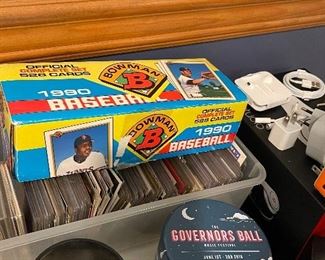 OFFICIAL
COMPLETE SET
528 CARDS
BOWMAN
B
1990
BASEBALL
BOWMAN
B
1990
BASEBALL
OFFICIAL
COMPLETE SET
528 CARDS
THE
GOVERNORS BALL
MUSIC FESTIVAL